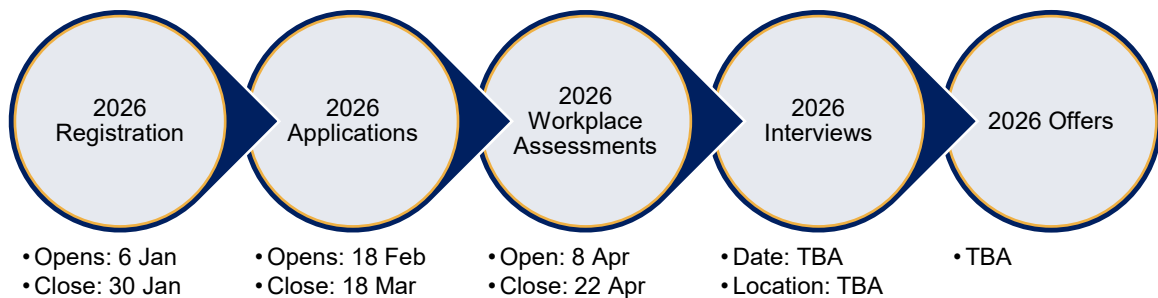 2026
Registration
2026
Applications
2026
Workplace
Assessments
2026
Interviews
2026 Offers
• Opens: 6 Jan
• Close: 30 Jan
• Opens: 18 Feb
• Close: 18 Mar
• Open: 8 Apr
• Close: 22 Apr
• Date: TBA
• Location: TBA
• TBA